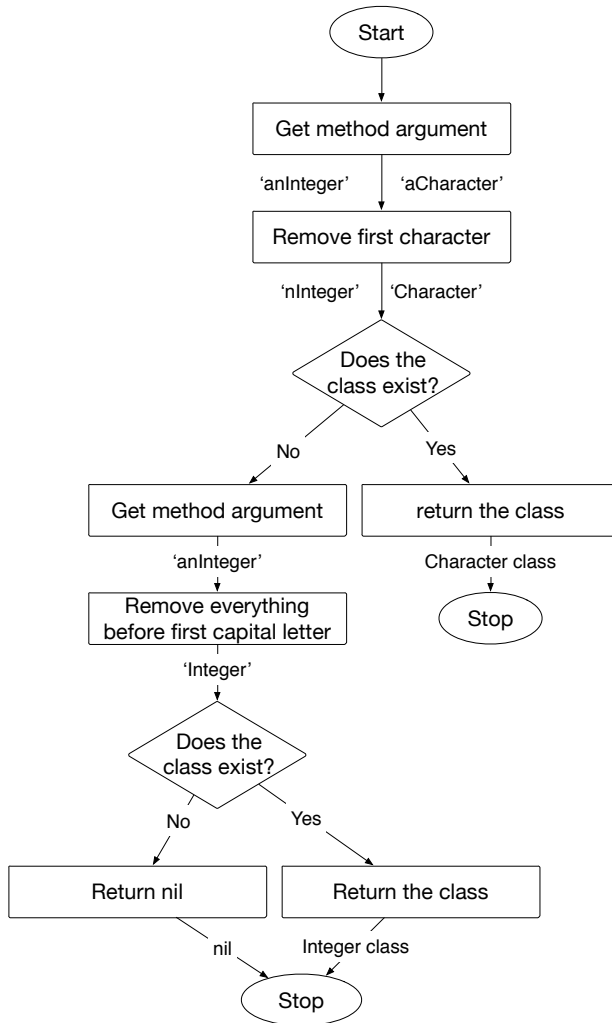 Start
Get method argument
‘anInteger’ ‘aCharacter’
Remove first character
‘nInteger’ ‘Character’
Does the
class exist?
No
Yes
Get method argument
return the class
‘anInteger’
Character class
Remove everything
before first capital letter
Stop
‘Integer’
Does the
class exist?
No
Yes
Return nil
Return the class
nil
Integer class
Stop